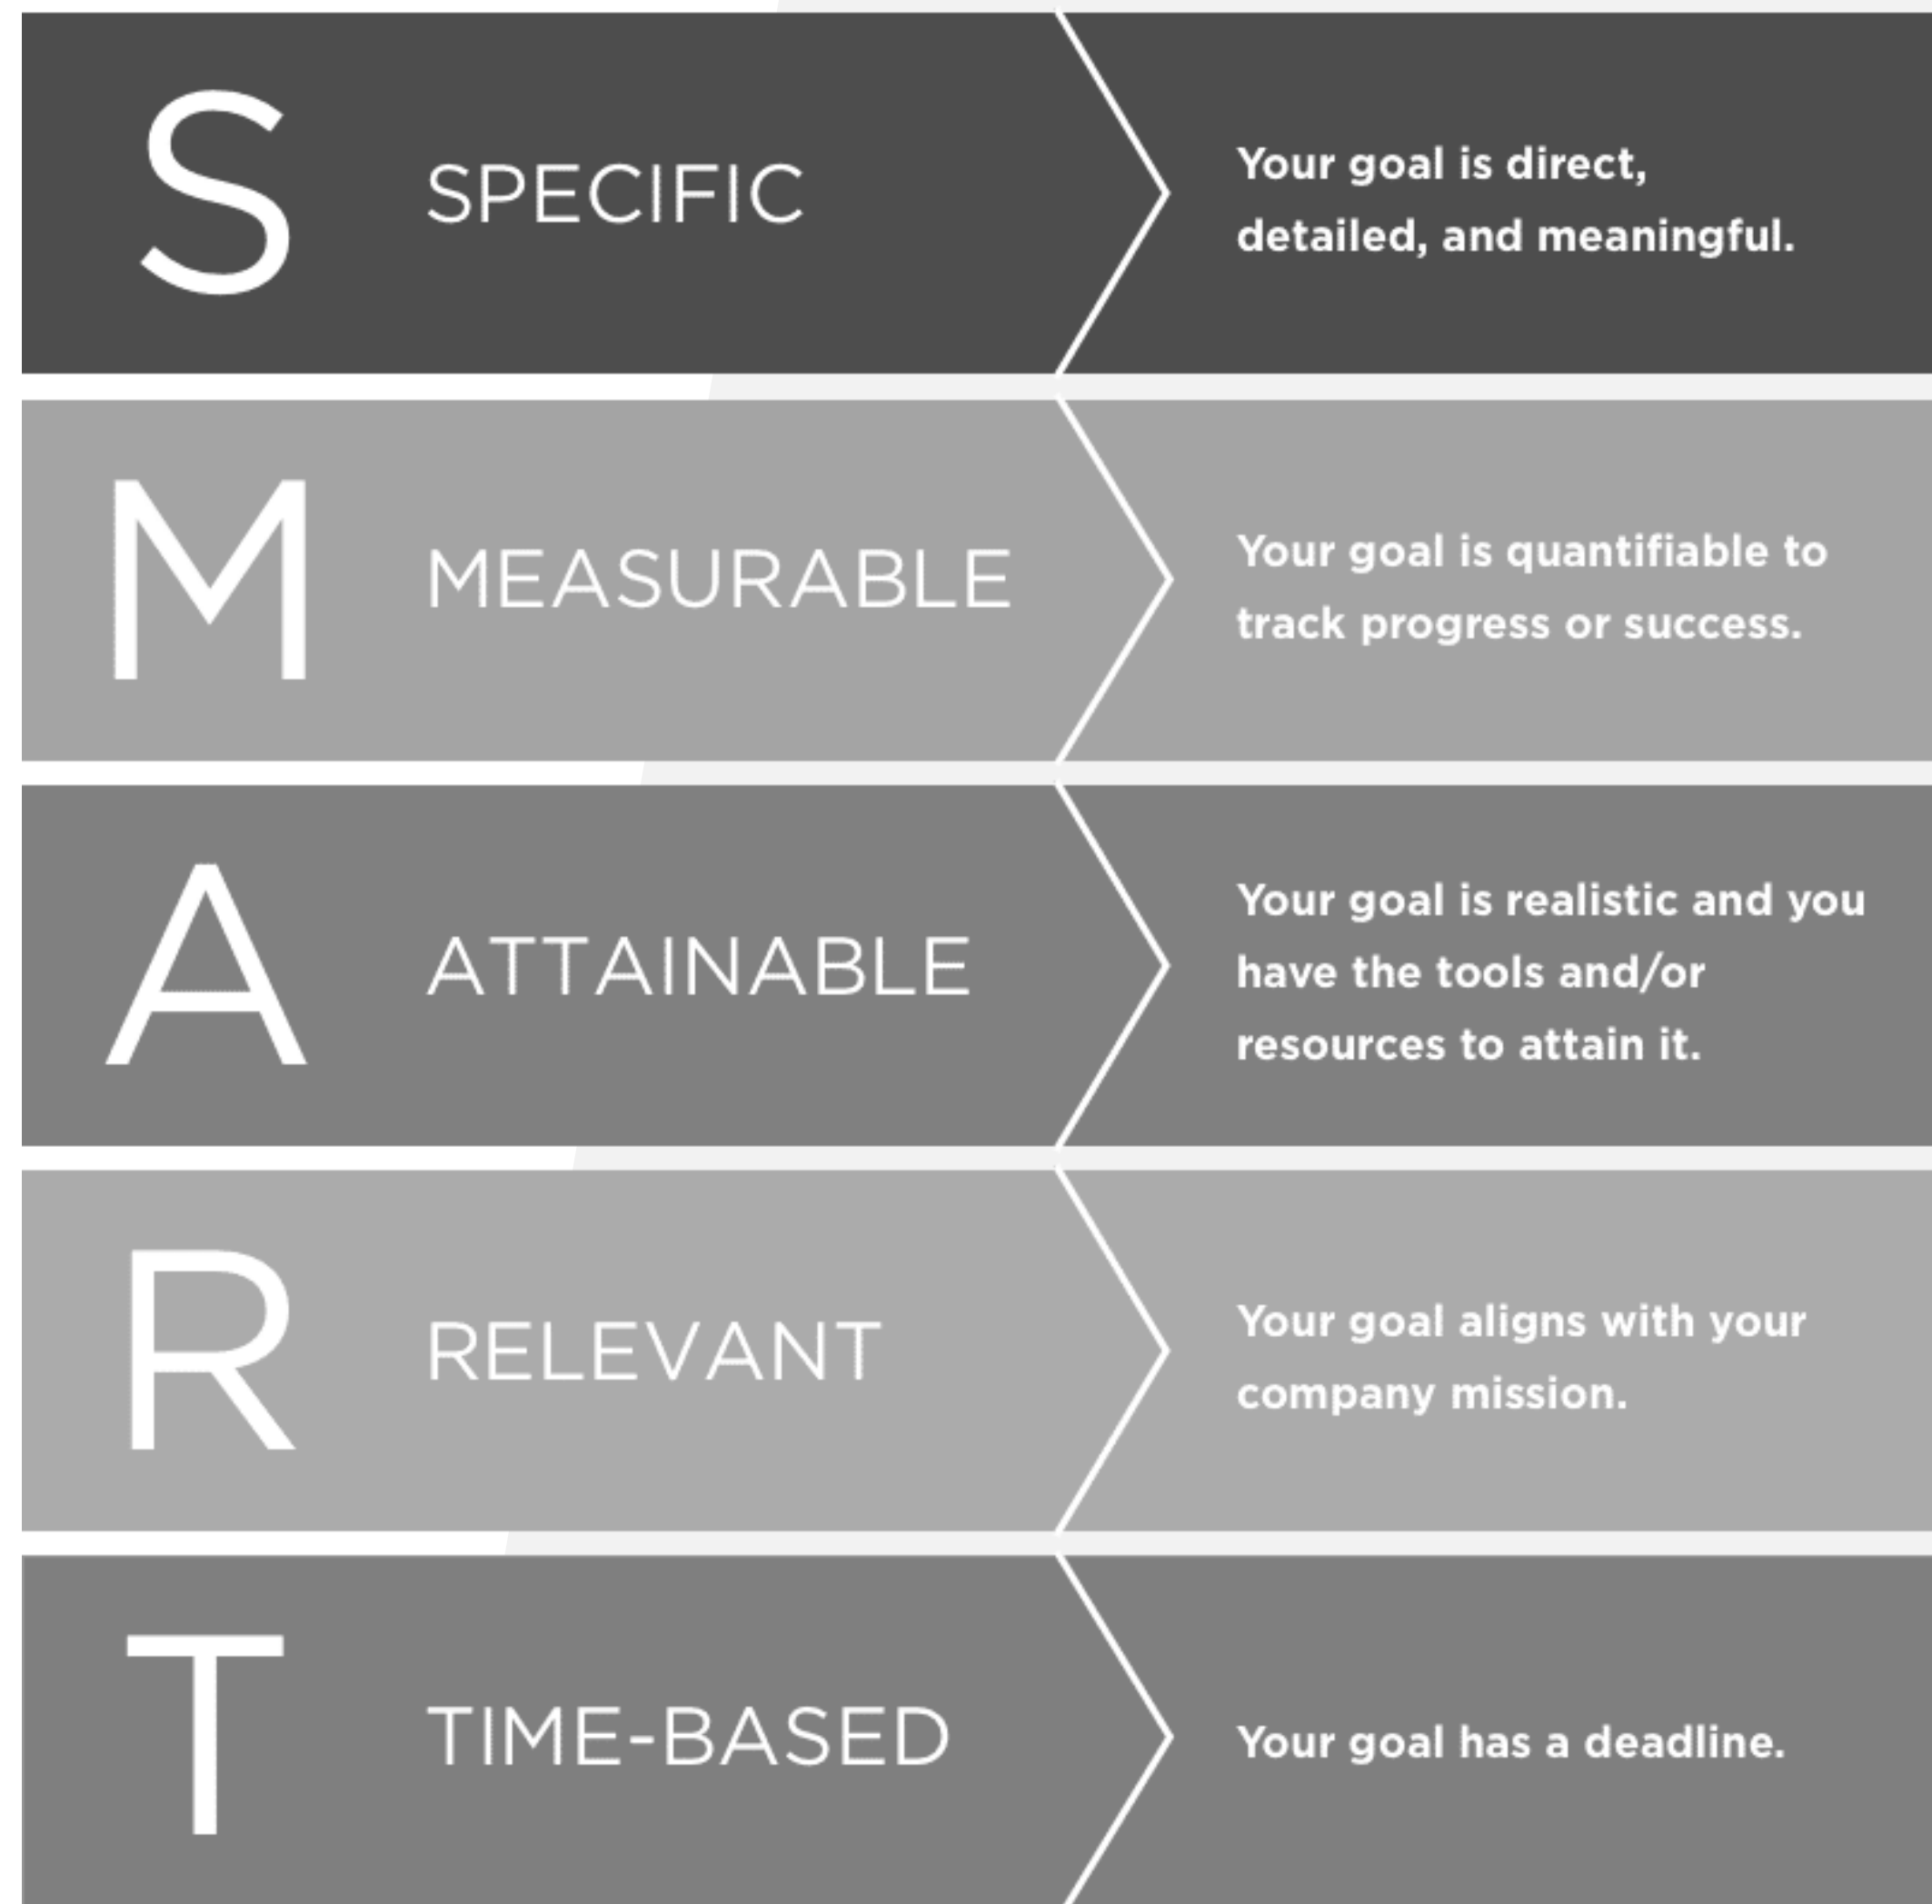 S
SPECIFIC
Your goal is direct,
detailed, and meaningful.
M
MEASURABLE
Your goal is quantifiable to
track progress or success.
A
ATTAINABLE
Your goal is realistic and you
have the tools and/or
resources to attain it.
R
RELEVANT
Your goal aligns with your
company mission.
T
TIME-BASED
Your goal has a deadline.